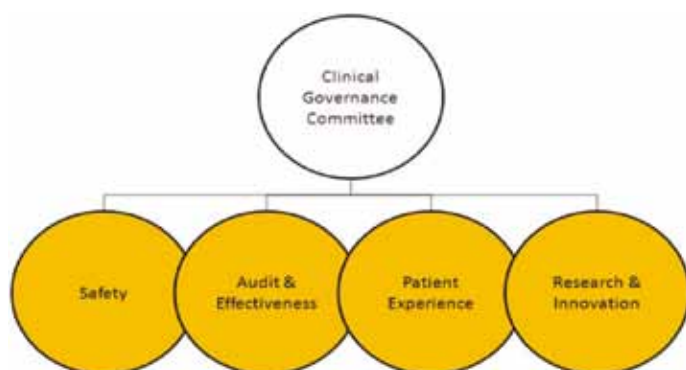 Clinical
Governance
Committee
Safety
Audit &
Effectiveness
Patient
Experience
Research &
Innovation